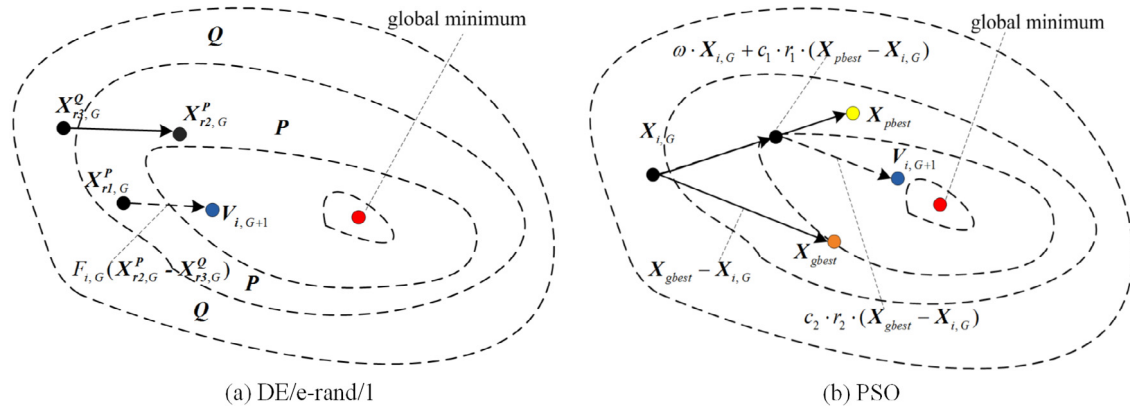 global minimum
Q
X^Q_{r3, G}
X^P_{r2, G}
P
X^P_{r1, G}
V_{i, G+1}
F_{i, G}(X^P_{r2,G} - X^Q_{r3,G})
P
Q
(a) DE/e-rand/1
global minimum
ω · X_{i,G} + c_1 · r_1 · (X_{pbest} − X_{i,G})
X_{pbest}
X_{i,G}
V_{i, G+1}
X_{gbest}
X_{gbest} − X_{i,G}
c_2 · r_2 · (X_{gbest} − X_{i,G})
(b) PSO